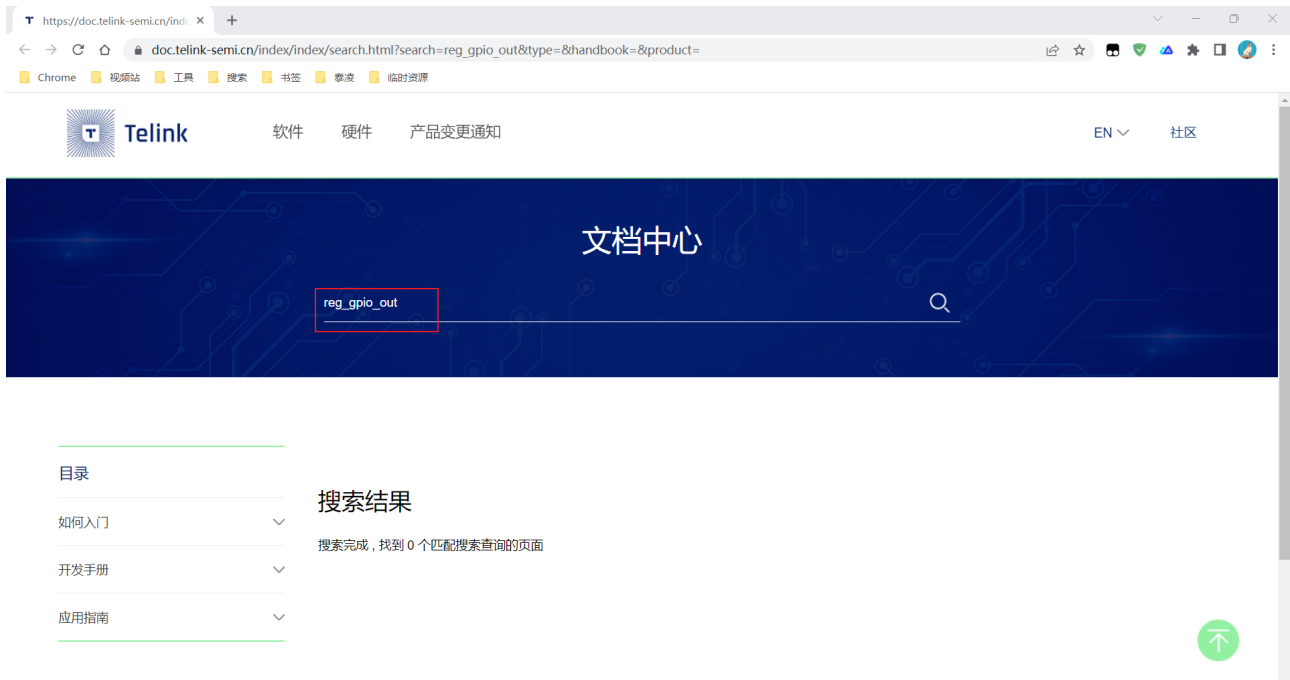 https://doc.telink-semi.cn/inde
doc.telink-semi.cn/index/index/search.html?search=reg_gpio_out&type=&handbook=&product=
Chrome 视频站 工具 搜索 书签 泰凌 临时资源
Telink 软件 硬件 产品变更通知 EN 社区
文档中心
reg_gpio_out
目录
如何入门
开发手册
应用指南
搜索结果
搜索完成 , 找到 0 个匹配搜索查询的页面